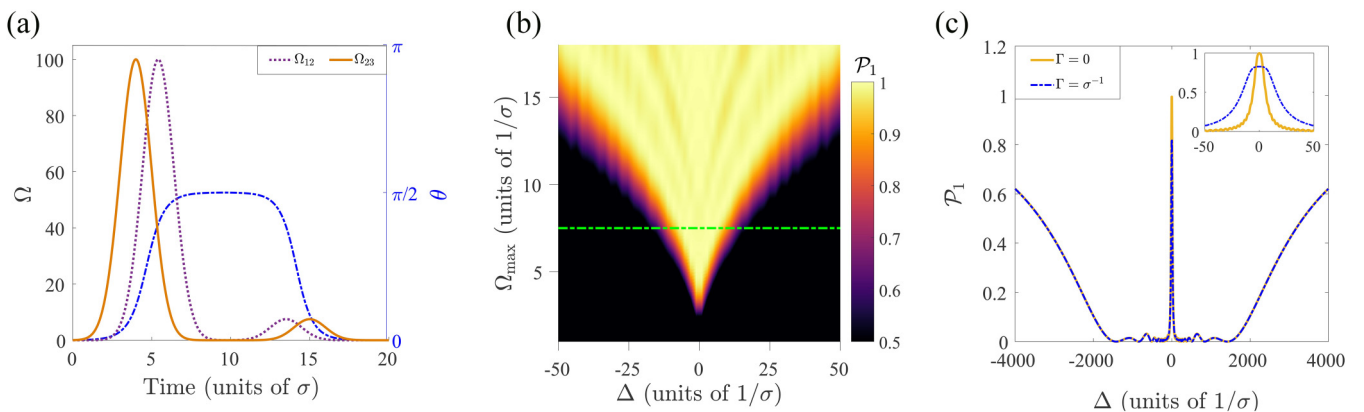 (a)
Ω₁₂ Ω₂₃
π
100
80
60
40
20
0
Ω
π/2
θ
0
0 5 10 15 20
Time (units of σ)
(b)
𝒫₁
15
10
5
Ω_max (units of 1/σ)
1
0.9
0.8
0.7
0.6
0.5
-50 -25 0 25 50
Δ (units of 1/σ)
(c)
1.2
1
0.8
0.6
0.4
0.2
0
𝒫₁
Γ = 0
Γ = σ⁻¹
1
0.5
0
-50 0 50
-4000 -2000 0 2000 4000
Δ (units of 1/σ)